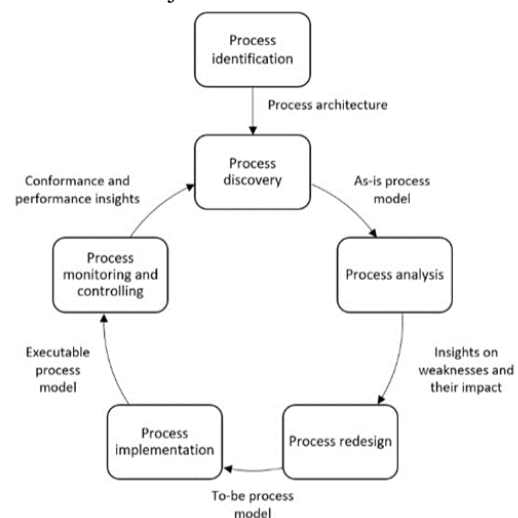 Process
identification
Process architecture
Process
discovery
Conformance and
performance insights
As-is process
model
Process
monitoring and
controlling
Process analysis
Executable
process
model
Insights on
weaknesses and
their impact
Process
implementation
Process redesign
To-be process
model